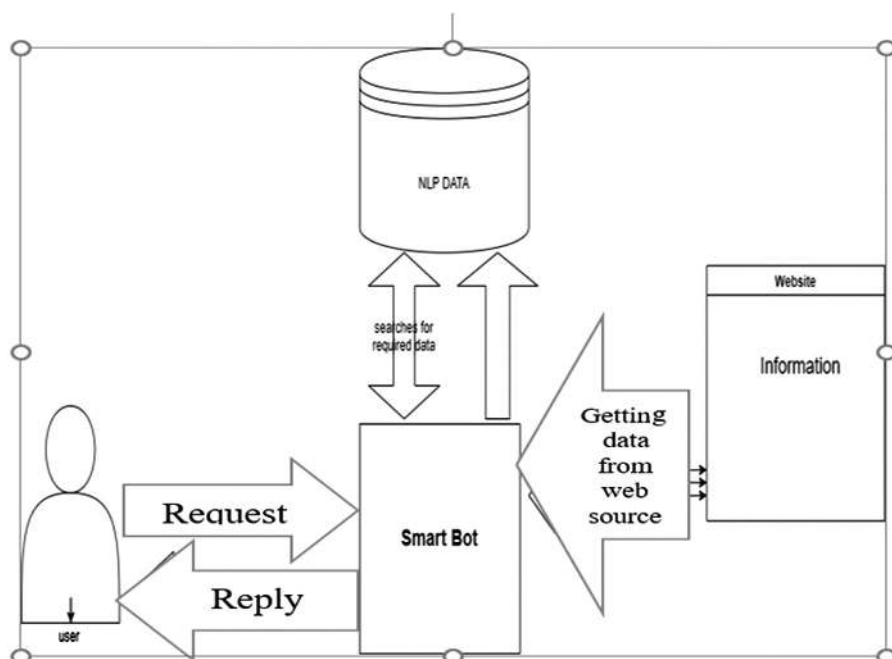 NLP DATA
searches for
required data
Website
Information
Getting
data
from
web
source
Request
Smart Bot
Reply
user